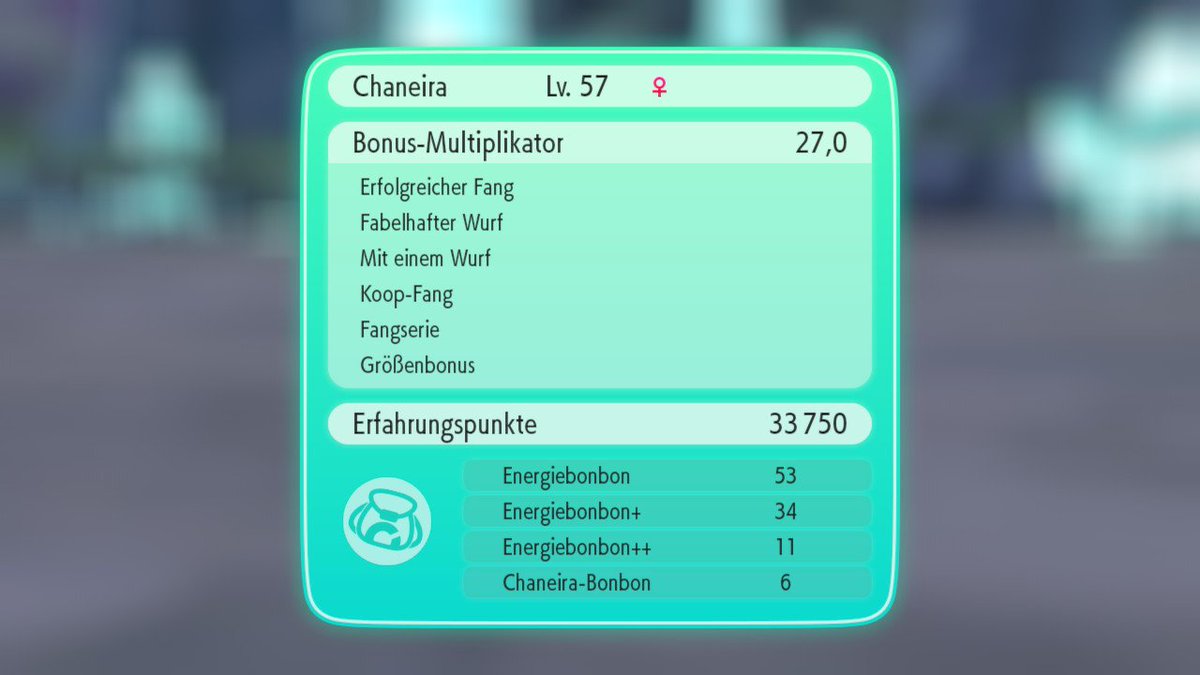 Chaneira Lv. 57 ♀
Bonus-Multiplikator 27,0
Erfolgreicher Fang
Fabelhafter Wurf
Mit einem Wurf
Koop-Fang
Fangserie
Größenbonus
Erfahrungspunkte 33 750
Energiebonbon 53
Energiebonbon+ 34
Energiebonbon++ 11
Chaneira-Bonbon 6